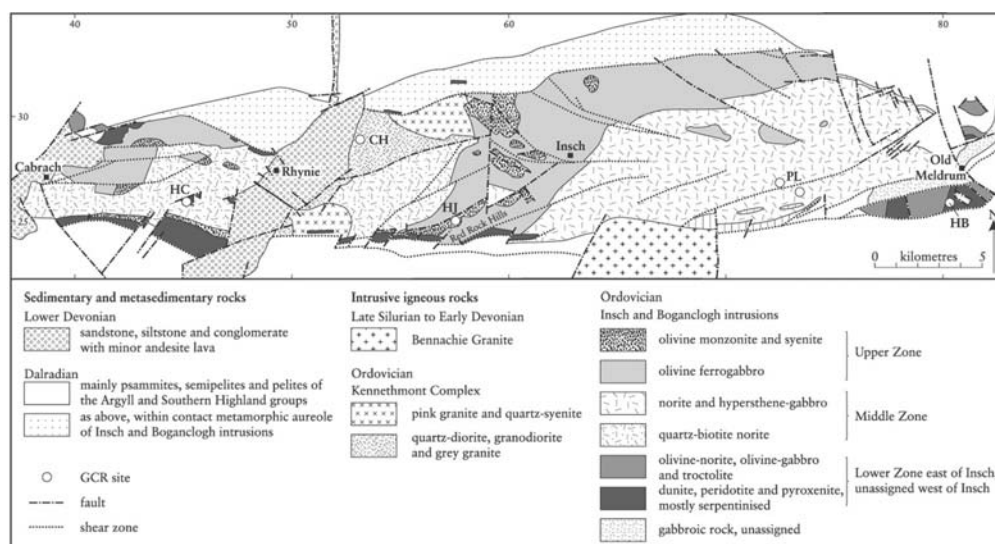 40
50
60
80
30
25
Cabrach
HC
Rhynie
CH
HJ
Red Rock Hills
Insch
PL
Old
Meldrum
HB
0 kilometres 5
Sedimentary and metasedimentary rocks
Lower Devonian
sandstone, siltstone and conglomerate
with minor andesite lava
Dalradian
mainly psammites, semipelites and pelites of
the Argyll and Southern Highland groups
as above, within contact metamorphic aureole
of Insch and Boganclogh intrusions
GCR site
fault
shear zone
Intrusive igneous rocks
Late Silurian to Early Devonian
Bennachie Granite
Ordovician
Kennethmont Complex
pink granite and quartz-syenite
quartz-diorite, granodiorite
and grey granite
Ordovician
Insch and Boganclogh intrusions
olivine monzonite and syenite
olivine ferrogabbro
Upper Zone
norite and hypersthene-gabbro
quartz-biotite norite
Middle Zone
olivine-norite, olivine-gabbro
and troctolite
dunite, peridotite and pyroxenite,
mostly serpentinised
Lower Zone east of Insch
unassigned west of Insch
gabbroic rock, unassigned